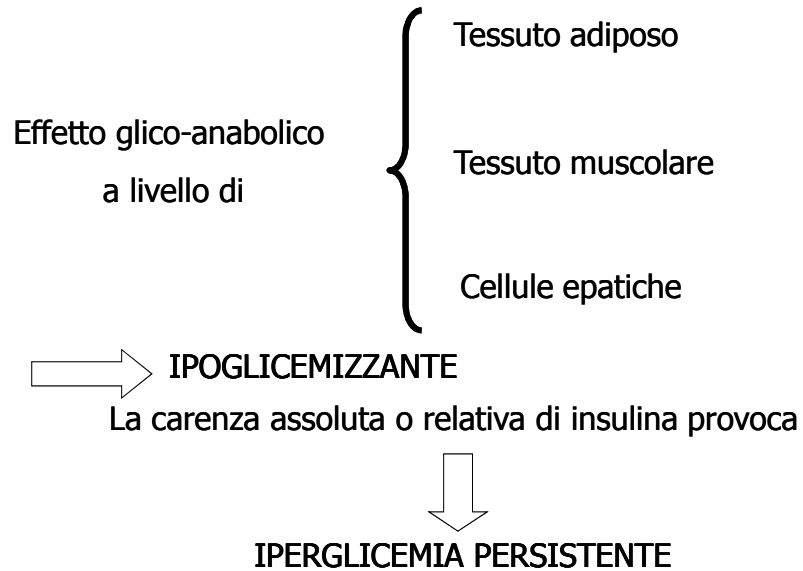 Effetto glico-anabolico
a livello di
Tessuto adiposo
Tessuto muscolare
Cellule epatiche
IPOGLICEMIZZANTE
La carenza assoluta o relativa di insulina provoca
IPERGLICEMIA PERSISTENTE